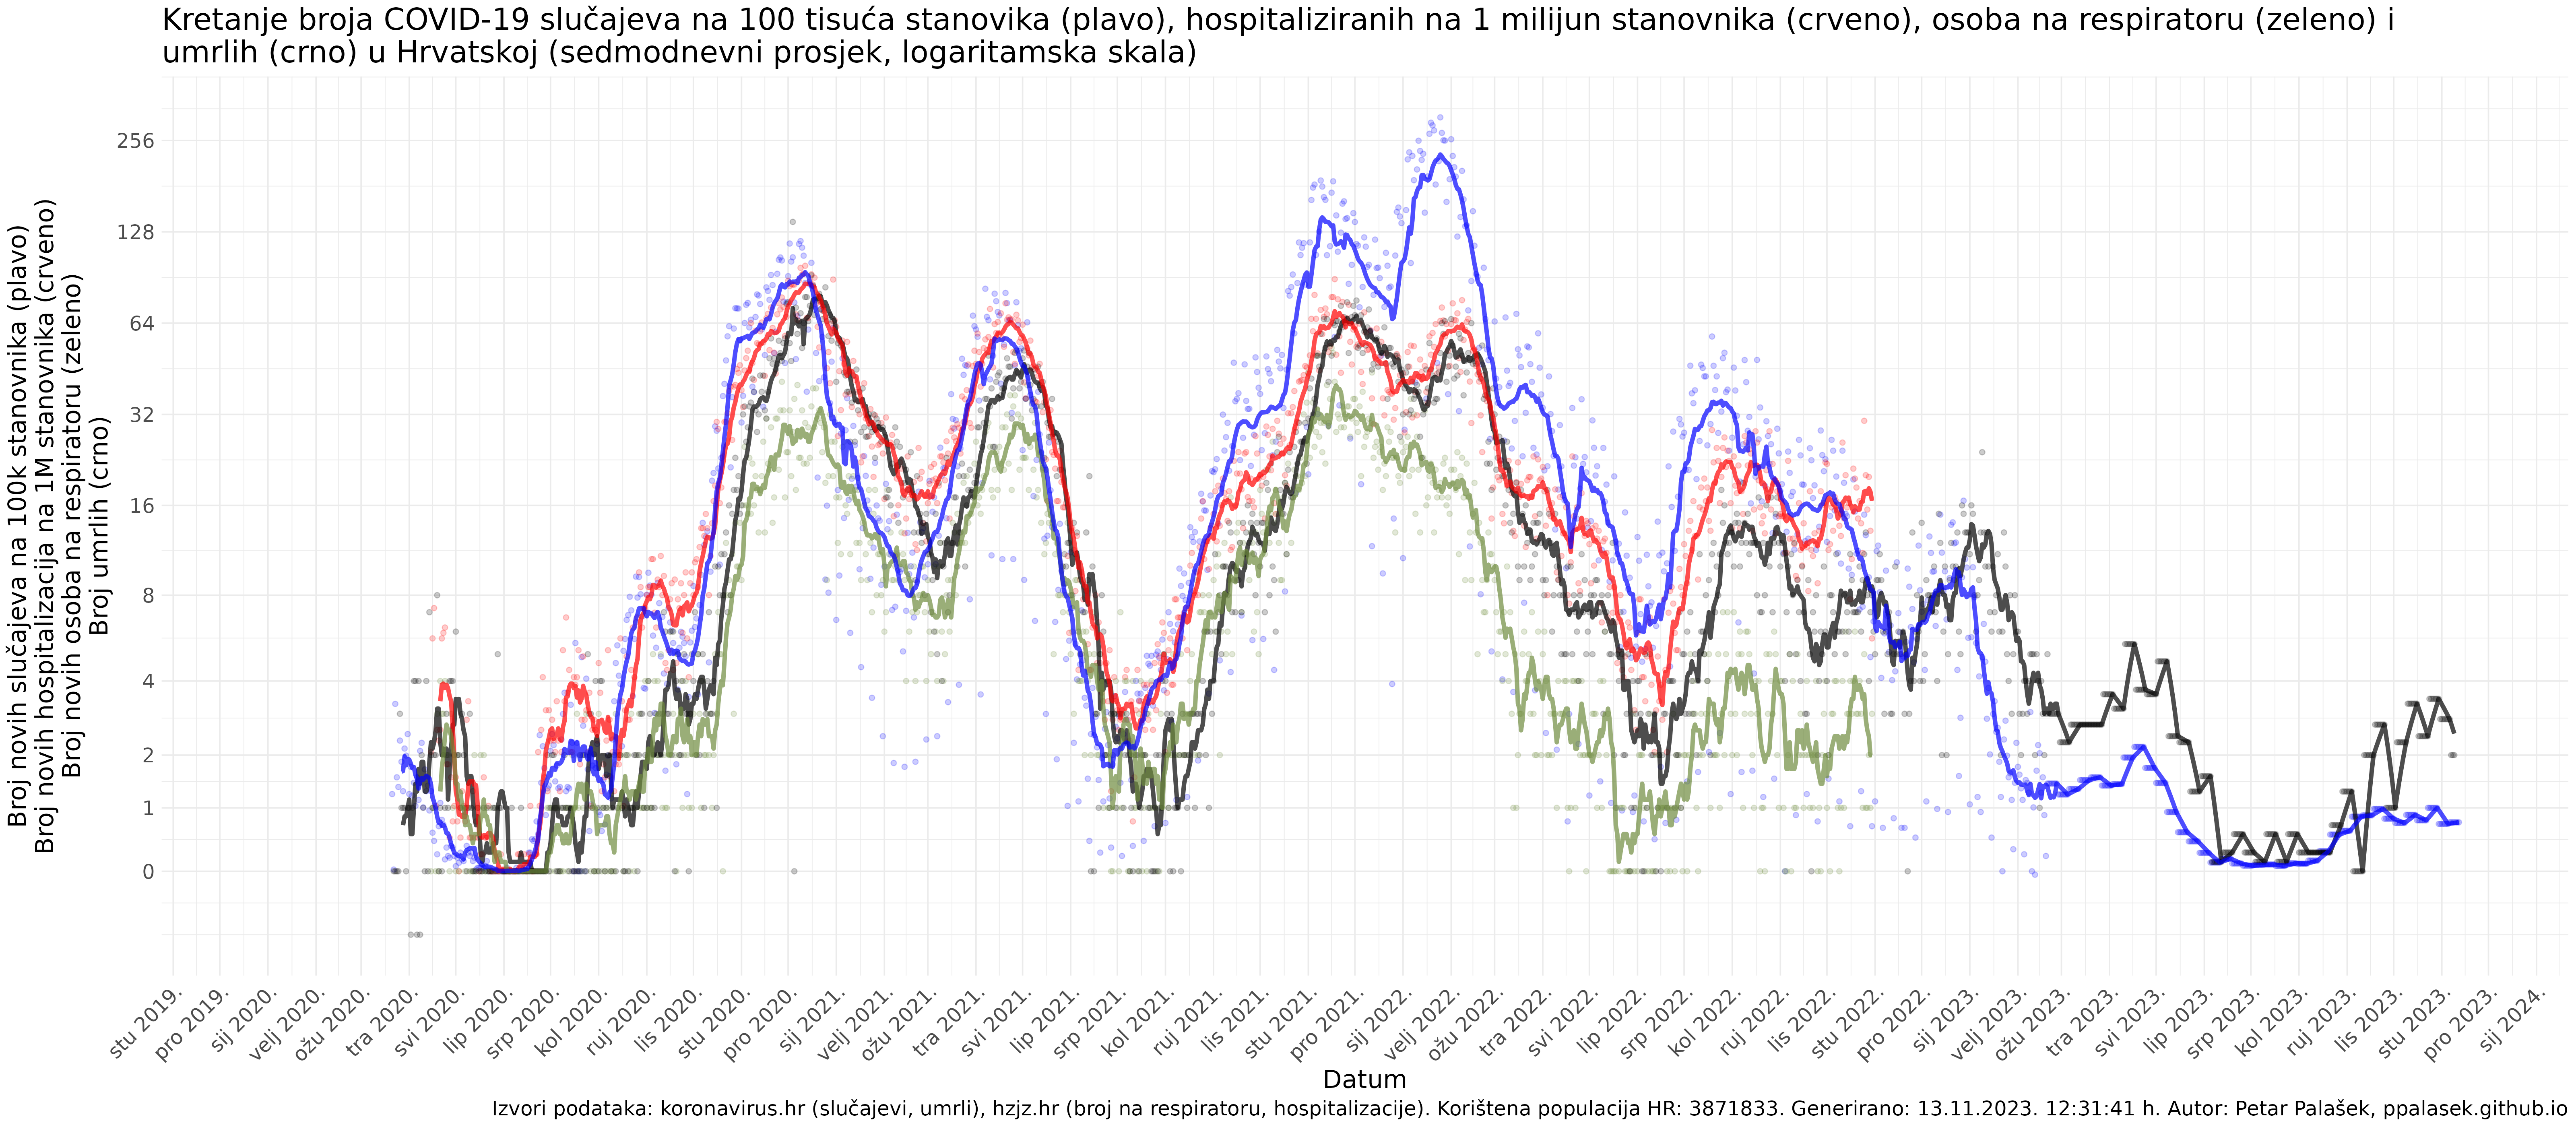 Kretanje broja COVID-19 slučajeva na 100 tisuća stanovika (plavo), hospitaliziranih na 1 milijun stanovnika (crveno), osoba na respiratoru (zeleno) i
umrlih (crno) u Hrvatskoj (sedmodnevni prosjek, logaritamska skala)
Broj novih slučajeva na 100k stanovnika (plavo)
Broj novih hospitalizacija na 1M stanovnika (crveno)
Broj novih osoba na respiratoru (zeleno)
Broj umrlih (crno)
256
128
64
32
16
8
4
2
1
0
stu 2019.
pro 2019.
sij 2020.
velj 2020.
ožu 2020.
tra 2020.
svi 2020.
lip 2020.
srp 2020.
kol 2020.
ruj 2020.
lis 2020.
stu 2020.
pro 2020.
sij 2021.
velj 2021.
ožu 2021.
tra 2021.
svi 2021.
lip 2021.
srp 2021.
kol 2021.
ruj 2021.
lis 2021.
stu 2021.
pro 2021.
sij 2022.
velj 2022.
ožu 2022.
tra 2022.
svi 2022.
lip 2022.
srp 2022.
kol 2022.
ruj 2022.
lis 2022.
stu 2022.
pro 2022.
sij 2023.
velj 2023.
ožu 2023.
tra 2023.
svi 2023.
lip 2023.
srp 2023.
kol 2023.
ruj 2023.
lis 2023.
stu 2023.
pro 2023.
sij 2024.
Datum
Izvori podataka: koronavirus.hr (slučajevi, umrli), hzjz.hr (broj na respiratoru, hospitalizacije). Korištena populacija HR: 3871833. Generirano: 13.11.2023. 12:31:41 h. Autor: Petar Palašek, ppalasek.github.io